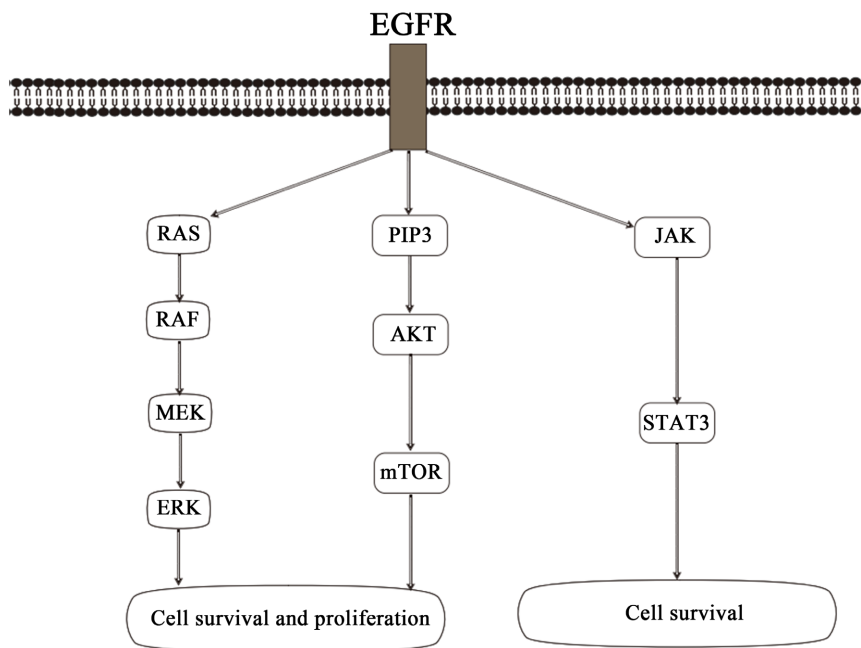 EGFR
RAS
PIP3
JAK
RAF
AKT
MEK
STAT3
mTOR
ERK
Cell survival and proliferation
Cell survival